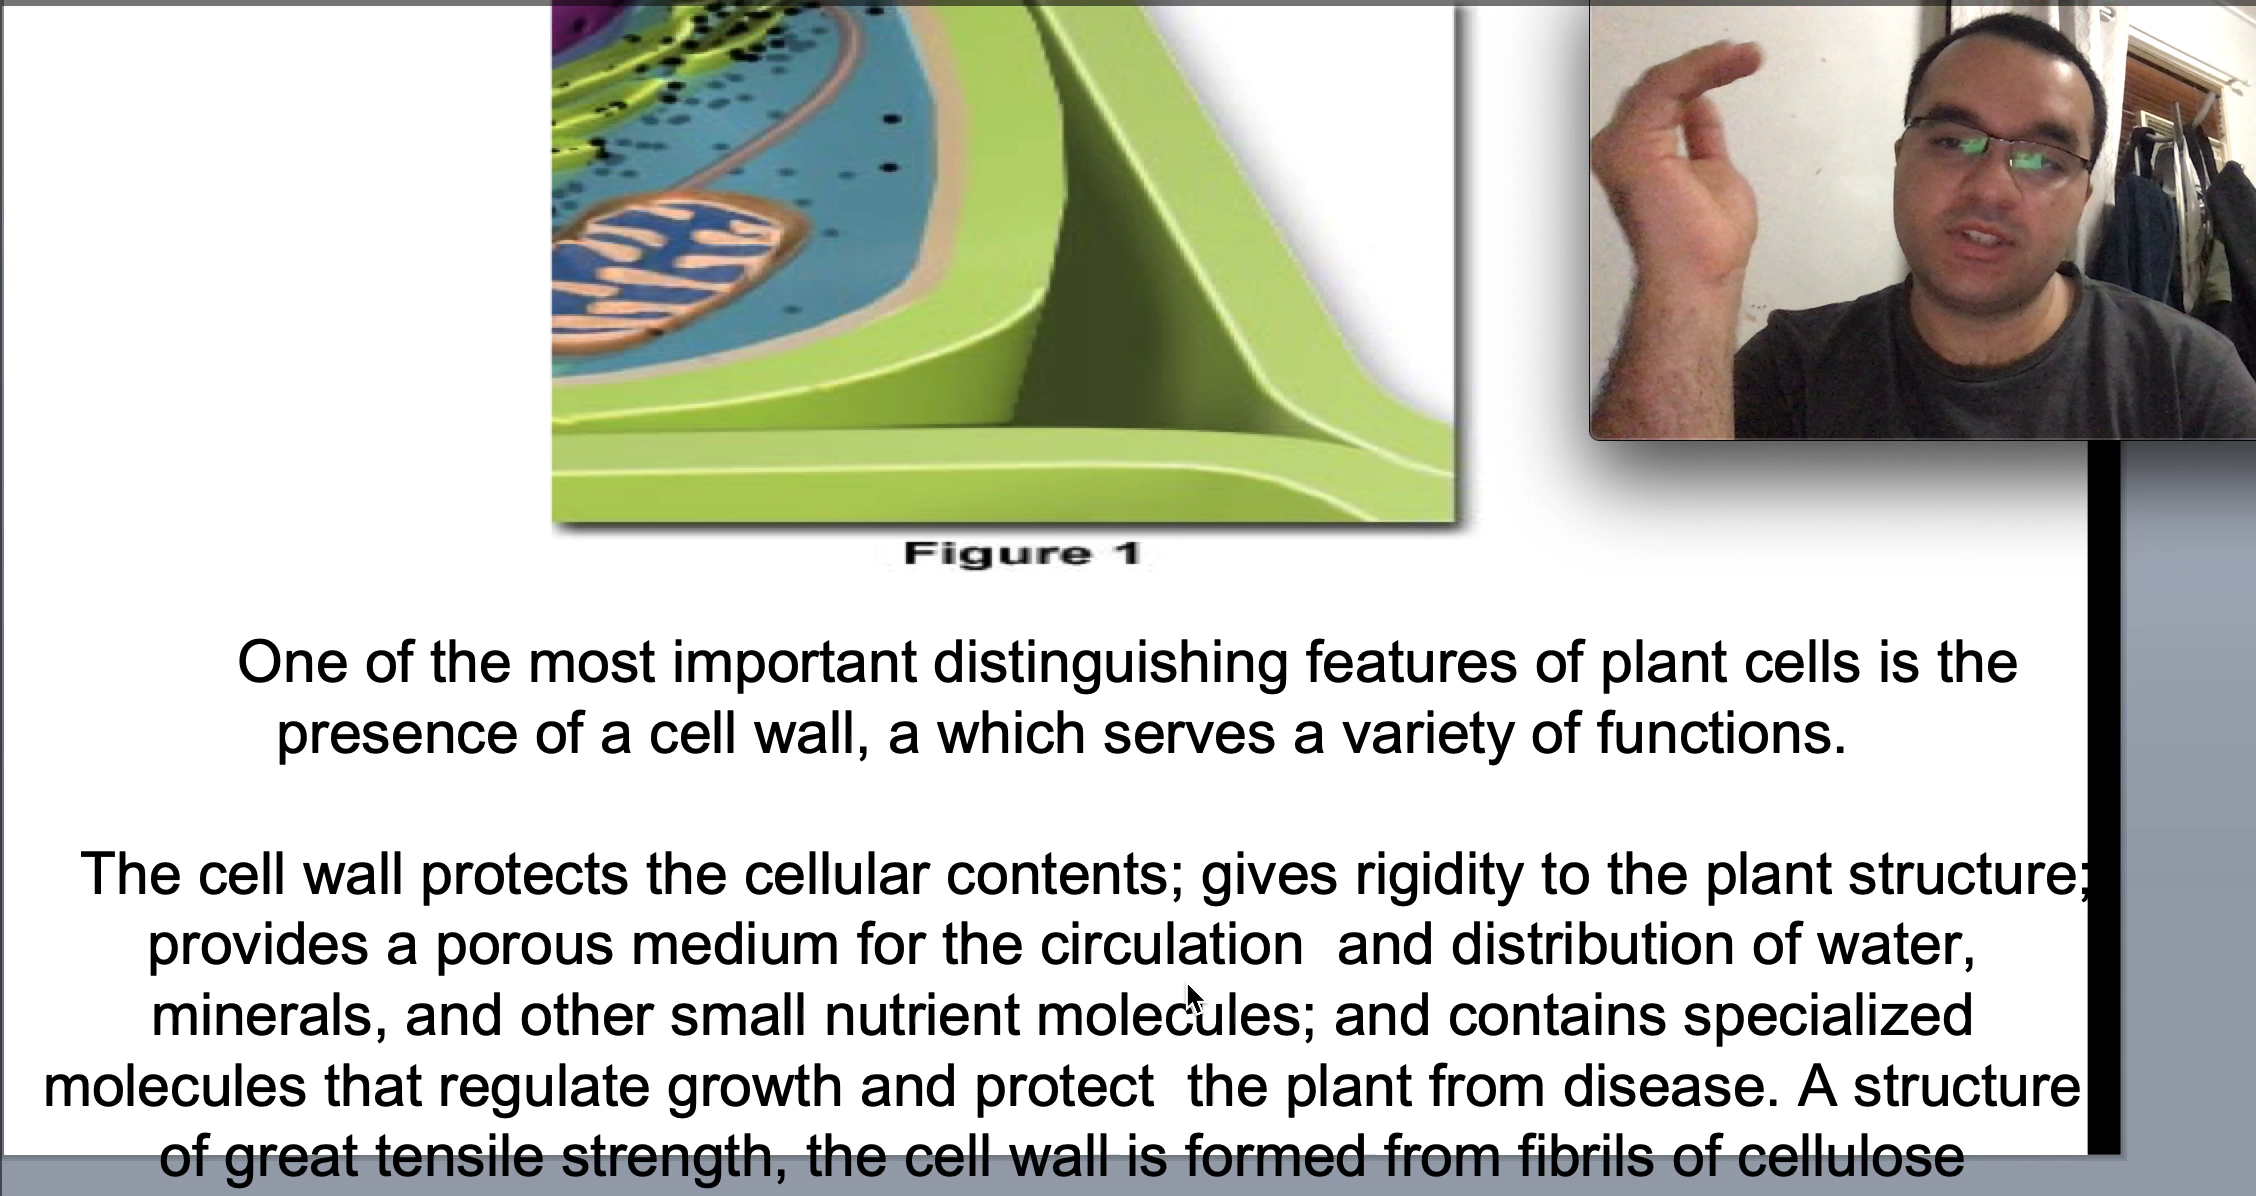 Figure 1
One of the most important distinguishing features of plant cells is the
presence of a cell wall, a which serves a variety of functions.
The cell wall protects the cellular contents; gives rigidity to the plant structure;
provides a porous medium for the circulation  and distribution of water,
minerals, and other small nutrient molecules; and contains specialized
molecules that regulate growth and protect  the plant from disease. A structure
of great tensile strength, the cell wall is formed from fibrils of cellulose